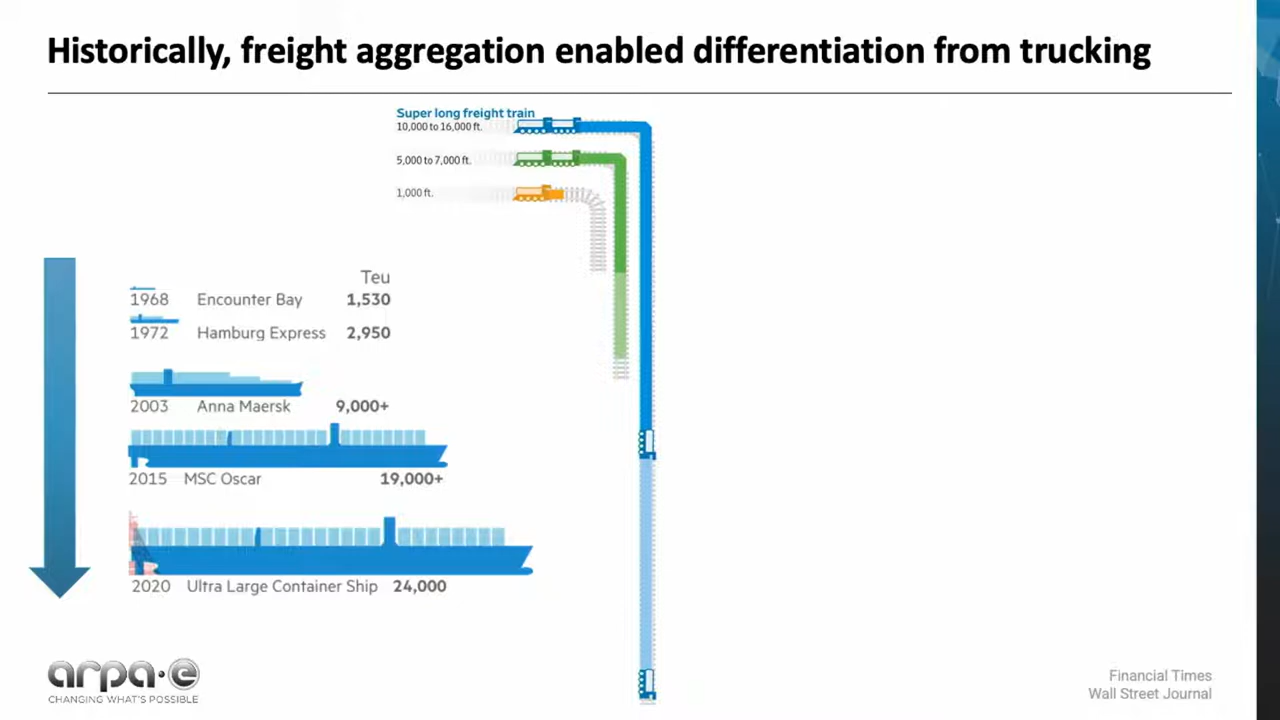 Historically, freight aggregation enabled differentiation from trucking
Super long freight train
10,000 to 16,000 ft.
5,000 to 7,000 ft.
1,000 ft.
Teu
1968 Encounter Bay 1,530
1972 Hamburg Express 2,950
2003 Anna Maersk 9,000+
2015 MSC Oscar 19,000+
2020 Ultra Large Container Ship 24,000
arpa·e
CHANGING WHAT'S POSSIBLE
Financial Times
Wall Street Journal